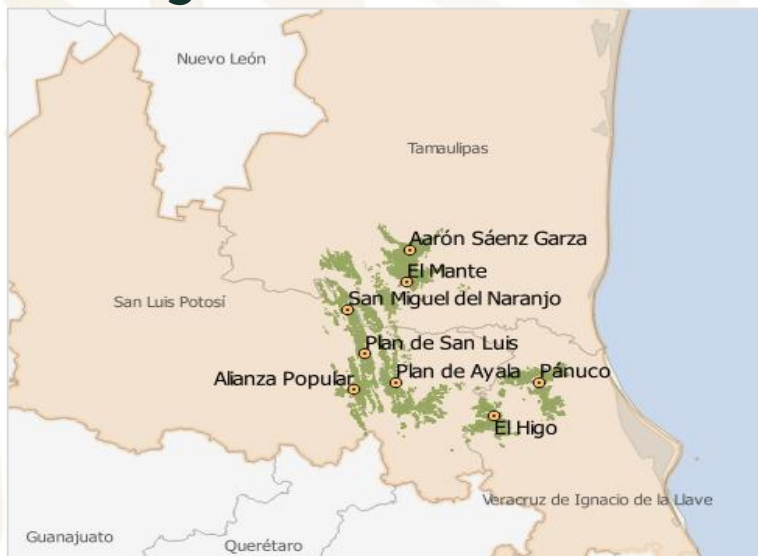 Nuevo León
Tamaulipas
Aarón Sáenz Garza
El Mante
San Luis Potosí
San Miguel del Naranjo
Plan de San Luis
Alianza Popular
Plan de Ayala
Pánuco
El Higo
Veracruz de Ignacio de la Llave
Guanajuato
Querétaro